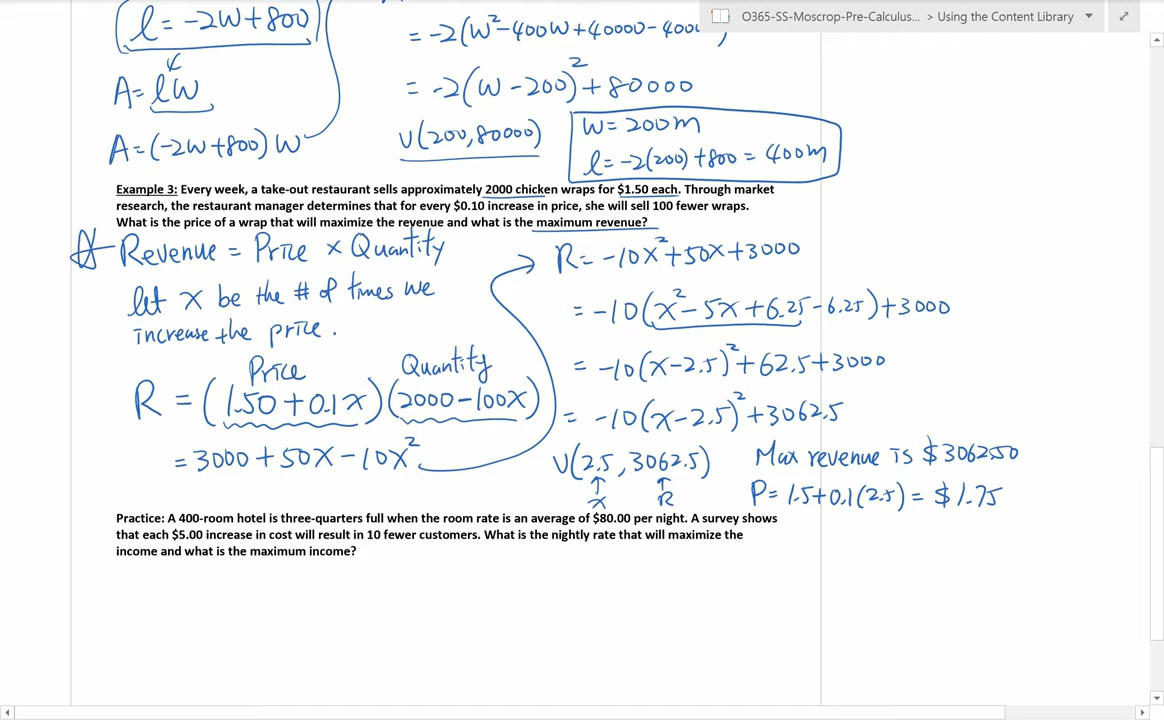 O365-SS-Moscrop-Pre-Calculus... > Using the Content Library
l = -2w+800
A = lw
A = (-2w+800) w
= -2(w²-400w+40000-4000
= -2(w-200)²+80000
V(200,80000)
w = 200m
l = -2(200)+800 = 400m
Example 3: Every week, a take-out restaurant sells approximately 2000 chicken wraps for $1.50 each. Through market
research, the restaurant manager determines that for every $0.10 increase in price, she will sell 100 fewer wraps.
What is the price of a wrap that will maximize the revenue and what is the maximum revenue?
Revenue = Price × Quantity
let x be the # of times we
increase the price.
Price Quantity
R = (1.50+0.1x)(2000-100x)
= 3000+50x-10x²
R = -10x²+50x+3000
= -10(x²-5x+6.25-6.25)+3000
= -10(x-2.5)²+62.5+3000
= -10(x-2.5)²+3062.5
V(2.5, 3062.5)
x R
Max revenue is $3062.50
P = 1.5+0.1(2.5) = $1.75
Practice: A 400-room hotel is three-quarters full when the room rate is an average of $80.00 per night. A survey shows
that each $5.00 increase in cost will result in 10 fewer customers. What is the nightly rate that will maximize the
income and what is the maximum income?